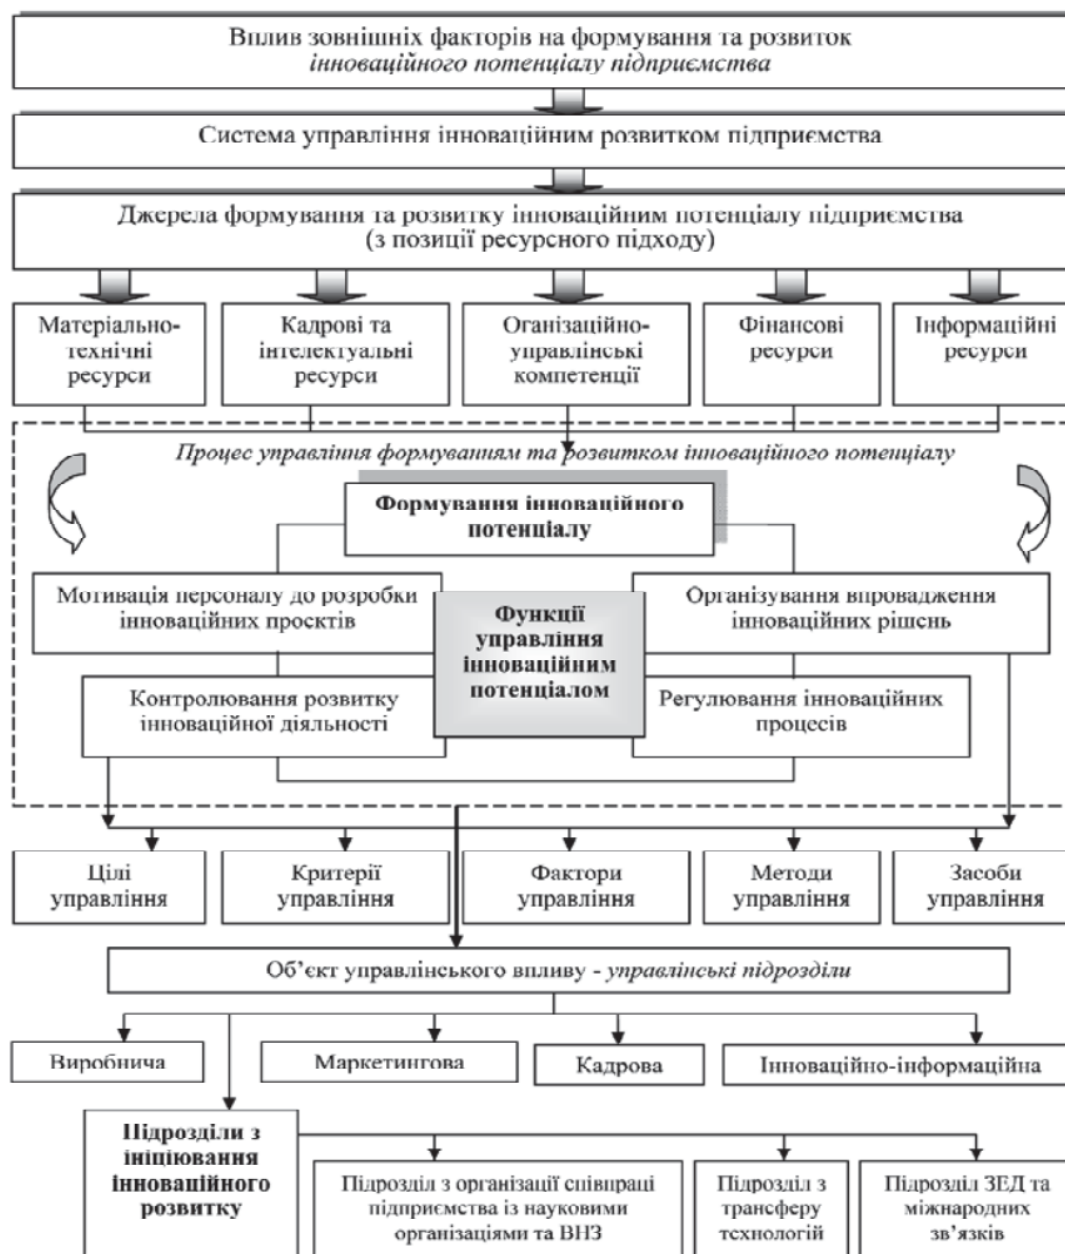 Вплив зовнішніх факторів на формування та розвиток
інноваційного потенціалу підприємства
Система управління інноваційним розвитком підприємства
Джерела формування та розвитку інноваційним потенціалу підприємства
(з позиції ресурсного підходу)
Матеріально-
технічні
ресурси
Кадрові та
інтелектуальні
ресурси
Оганізаційно-
управлінські
компетенції
Фінансові
ресурси
Інформаційні
ресурси
Процес управління формуванням та розвитком інноваційного потенціалу
Формування інноваційного
потенціалу
Мотивація персоналу до розробки
інноваційних проєктів
Функції
управління
інноваційним
потенціалом
Організування впровадження
інноваційних рішень
Контролювання розвитку
інноваційної діяльності
Регулювання інноваційних
процесів
Цілі
управління
Критерії
управління
Фактори
управління
Методи
управління
Засоби
управління
Об’єкт управлінського впливу - управлінські підрозділи
Виробнича
Маркетингова
Кадрова
Інноваційно-інформаційна
Підрозділи з
ініціювання
інноваційного
розвитку
Підрозділ з організації співпраці
підприємства із науковими
організаціями та ВНЗ
Підрозділ з
трансферу
технологій
Підрозділ ЗЕД та
міжнародних
зв’язків